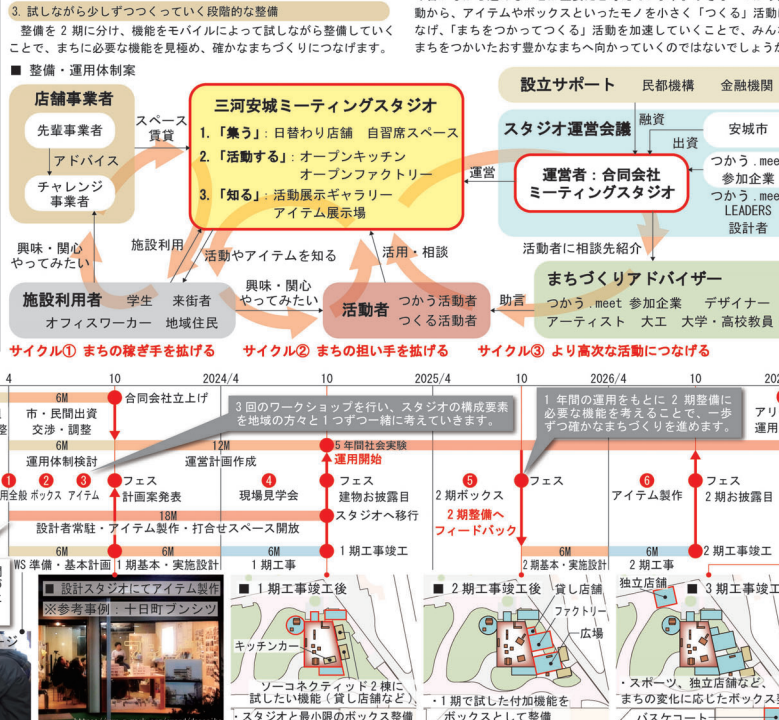 3. 試しながら少しずつつくっていく段階的な整備
整備を 2 期に分け、機能をモバイルによって試しながら整備していく
ことで、まちに必要な機能を見極め、確かなまちづくりにつなげます。
動から、アイテムやボックスといったモノを小さく「つくる」活動に
なげ、「まちをつかってつくる」活動を加速していくことで、みんな
まちをつかいたおす豊かなまちへ向かっていくのではないでしょうか
■ 整備・運用体制案
店舗事業者
先輩事業者
アドバイス
チャレンジ
事業者
スペース
賃貸
三河安城ミーティングスタジオ
1.「集う」: 日替わり店舗 自習席スペース
2.「活動する」: オープンキッチン
オープンファクトリー
3.「知る」: 活動展示ギャラリー
アイテム展示場
運営
設立サポート 民都機構 金融機関
スタジオ運営会議
融資
出資
安城市
運営者：合同会社
ミーティングスタジオ
つかう.mee
参加企業
つかう.mee
LEADERS
設計者
興味・関心
やってみたい
施設利用
活動やアイテムを知る
活用・相談
活動者に相談先紹介
施設利用者 学生 来街者
オフィスワーカー 地域住民
興味・関心
やってみたい
活動者 つかう活動者
つくる活動者
助言
まちづくりアドバイザー
つかう.meet 参加企業 デザイナー
アーティスト 大工 大学・高校教員
サイクル① まちの稼ぎ手を拡げる
サイクル② まちの担い手を拡げる
サイクル③ より高次な活動につなげる
4 10 2024/4 10 2025/4 10 2026/4 10 202
6M
合同会社立上げ
市・民間出資
交渉・調整
整
3 回のワークショップを行い、スタジオの構成要素
を地域の方々と 1 つずつ一緒に考えていきます。
1 年間の運用をもとに 2 期整備に
必要な機能を考えることで、一歩
ずつ確かなまちづくりを進めます。
アリ
運用
6M
運用体制検討
12M
運営計画作成
5 年間社会実験
運用開始
1 2 3
用全般 ボックス アイテム
フェス
計画案発表
4
現場見学会
フェス
建物お披露目
5
2 期ボックス
2 期整備へ
フィードバック
フェス
6
アイテム製作
フェス
2 期お披露目
18M
設計者常駐・アイテム製作・打合せスペース開放
スタジオへ移行
6M
WS 準備・基本計画
6M
1 期基本・実施設計
6M
1 期工事
1 期工事竣工
6M
2 期基本・実施設計
6M
2 期工事
2 期工事竣工
■ 設計スタジオにてアイテム製作
※参考事例：十日町ブンシツ
■ 1 期工事竣工後
キッチンカー
ソーコネクティッド 2 棟に
試したい機能（貸し店舗など）
・スタジオと最小限のボックス整備
■ 2 期工事竣工後
貸し店舗
ファクトリー
広場
・1 期で試した付加機能を
ボックスとして整備
独立店舗
■ 3 期工事竣工
・スポーツ、独立店舗など、
まちの変化に応じたボックス
バスケコート